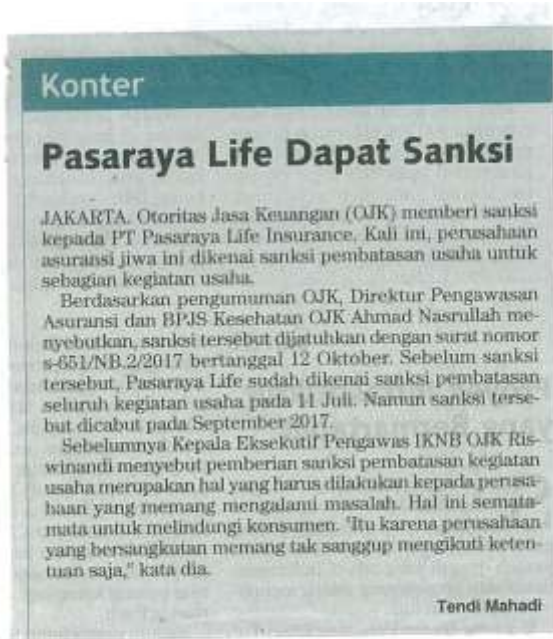 Konter
Pasaraya Life Dapat Sanksi
JAKARTA. Otoritas Jasa Keuangan (OJK) memberi sanksi
kepada PT Pasaraya Life Insurance. Kali ini, perusahaan
asuransi jiwa ini dikenai sanksi pembatasan usaha untuk
sebagian kegiatan usaha.
Berdasarkan pengumuman OJK, Direktur Pengawasan
Asuransi dan BPJS Kesehatan OJK Ahmad Nasrullah me-
nyebutkan, sanksi tersebut dijatuhkan dengan surat nomor
s-651/NB.2/2017 bertanggal 12 Oktober. Sebelum sanksi
tersebut, Pasaraya Life sudah dikenai sanksi pembatasan
seluruh kegiatan usaha pada 11 Juli. Namun sanksi terse-
but dicabut pada September 2017.
Sebelumnya Kepala Eksekutif Pengawas IKNB OJK Ris-
winandi menyebut pemberian sanksi pembatasan kegiatan
usaha merupakan hal yang harus dilakukan kepada perusa-
haan yang memang mengalami masalah. Hal ini semata-
mata untuk melindungi konsumen. "Itu karena perusahaan
yang bersangkutan memang tak sanggup mengikuti keten-
tuan saja," kata dia.
Tendi Mahadi